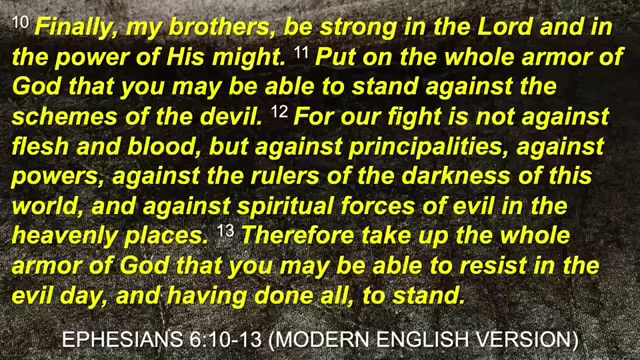 10 Finally, my brothers, be strong in the Lord and in
the power of His might. 11 Put on the whole armor of
God that you may be able to stand against the
schemes of the devil. 12 For our fight is not against
flesh and blood, but against principalities, against
powers, against the rulers of the darkness of this
world, and against spiritual forces of evil in the
heavenly places. 13 Therefore take up the whole
armor of God that you may be able to resist in the
evil day, and having done all, to stand.
EPHESIANS 6:10-13 (MODERN ENGLISH VERSION)